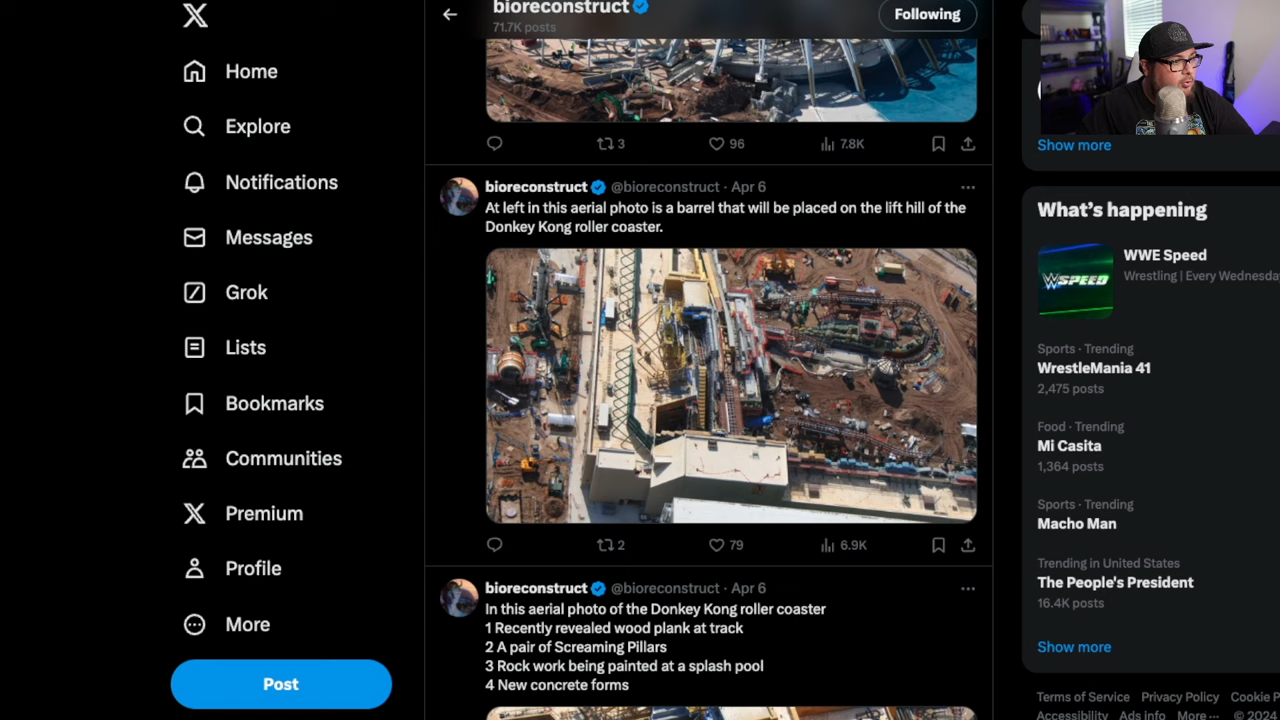 bioreconstruct
71.7K posts
Following
Home
Explore
Notifications
Messages
Grok
Lists
Bookmarks
Communities
Premium
Profile
More
Post
3
96
7.8K
bioreconstruct @bioreconstruct · Apr 6
At left in this aerial photo is a barrel that will be placed on the lift hill of the
Donkey Kong roller coaster.
2
79
6.9K
bioreconstruct @bioreconstruct · Apr 6
In this aerial photo of the Donkey Kong roller coaster
1 Recently revealed wood plank at track
2 A pair of Screaming Pillars
3 Rock work being painted at a splash pool
4 New concrete forms
Show more
What's happening
WWE Speed
Wrestling | Every Wednesda
SPEED
Sports · Trending
WrestleMania 41
2,475 posts
Food · Trending
Mi Casita
1,364 posts
Sports · Trending
Macho Man
Trending in United States
The People's President
16.4K posts
Show more
Terms of Service Privacy Policy Cookie P
Accessibility Ads info More ··· © 2024